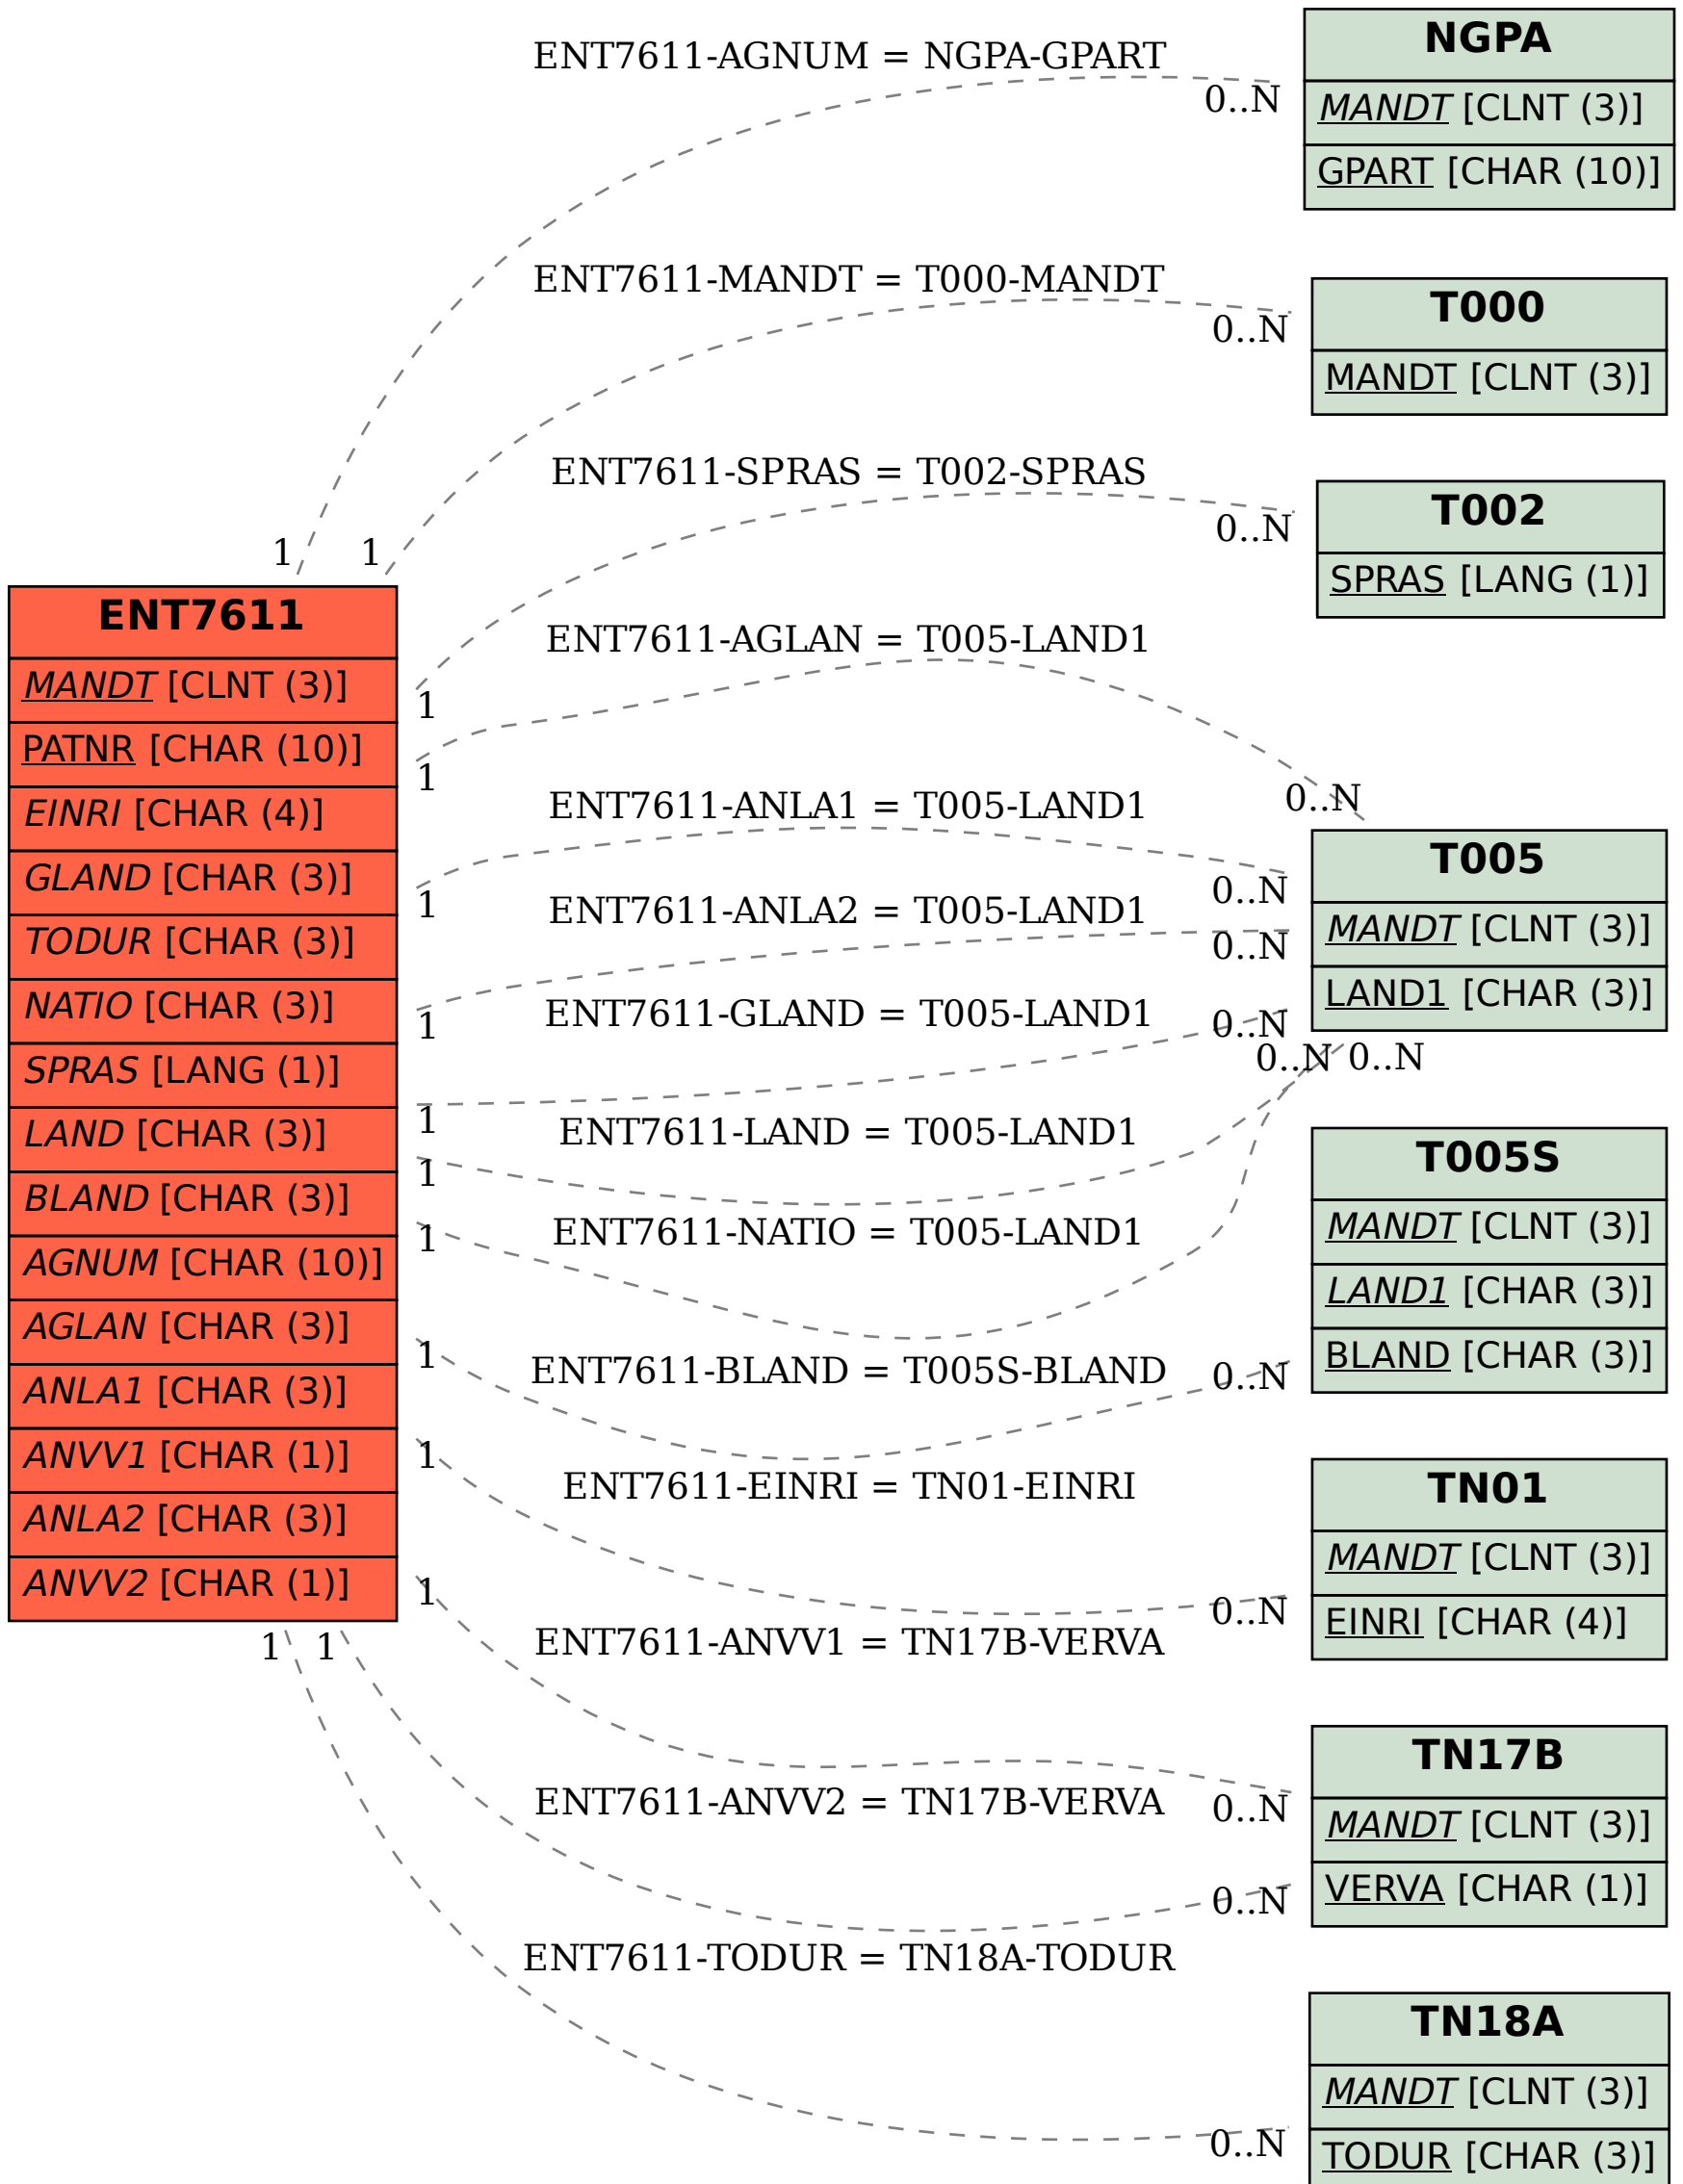 NGPA
MANDT [CLNT (3)]
GPART [CHAR (10)]
ENT7611-AGNUM = NGPA-GPART
0..N
1
ENT7611-MANDT = T000-MANDT
0..N
1
T000
MANDT [CLNT (3)]
ENT7611-SPRAS = T002-SPRAS
0..N
1
T002
SPRAS [LANG (1)]
ENT7611
MANDT [CLNT (3)]
PATNR [CHAR (10)]
EINRI [CHAR (4)]
GLAND [CHAR (3)]
TODUR [CHAR (3)]
NATIO [CHAR (3)]
SPRAS [LANG (1)]
LAND [CHAR (3)]
BLAND [CHAR (3)]
AGNUM [CHAR (10)]
AGLAN [CHAR (3)]
ANLA1 [CHAR (3)]
ANVV1 [CHAR (1)]
ANLA2 [CHAR (3)]
ANVV2 [CHAR (1)]
ENT7611-AGLAN = T005-LAND1
1
0..N
ENT7611-ANLA1 = T005-LAND1
1
0..N
ENT7611-ANLA2 = T005-LAND1
1
0..N
ENT7611-GLAND = T005-LAND1
1
0..N
ENT7611-LAND = T005-LAND1
1
0..N
ENT7611-NATIO = T005-LAND1
1
0..N
T005
MANDT [CLNT (3)]
LAND1 [CHAR (3)]
ENT7611-BLAND = T005S-BLAND
1
0..N
T005S
MANDT [CLNT (3)]
LAND1 [CHAR (3)]
BLAND [CHAR (3)]
ENT7611-EINRI = TN01-EINRI
1
0..N
TN01
MANDT [CLNT (3)]
EINRI [CHAR (4)]
ENT7611-ANVV1 = TN17B-VERVA
1
0..N
ENT7611-ANVV2 = TN17B-VERVA
1
0..N
TN17B
MANDT [CLNT (3)]
VERVA [CHAR (1)]
ENT7611-TODUR = TN18A-TODUR
1
0..N
TN18A
MANDT [CLNT (3)]
TODUR [CHAR (3)]